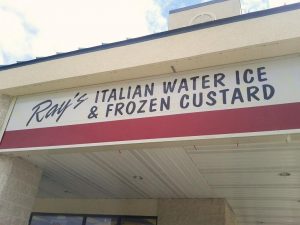 Ray's ITALIAN WATER ICE
& FROZEN CUSTARD